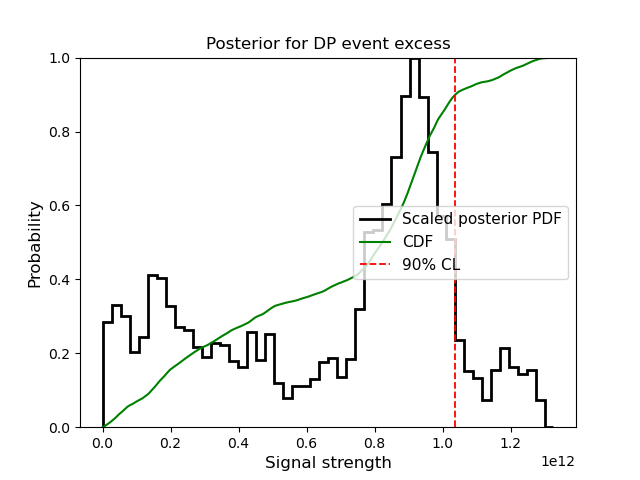 Posterior for DP event excess
1.0
0.8
0.6
0.4
0.2
0.0
Probability
Scaled posterior PDF
CDF
90% CL
0.0 0.2 0.4 0.6 0.8 1.0 1.2
1e12
Signal strength